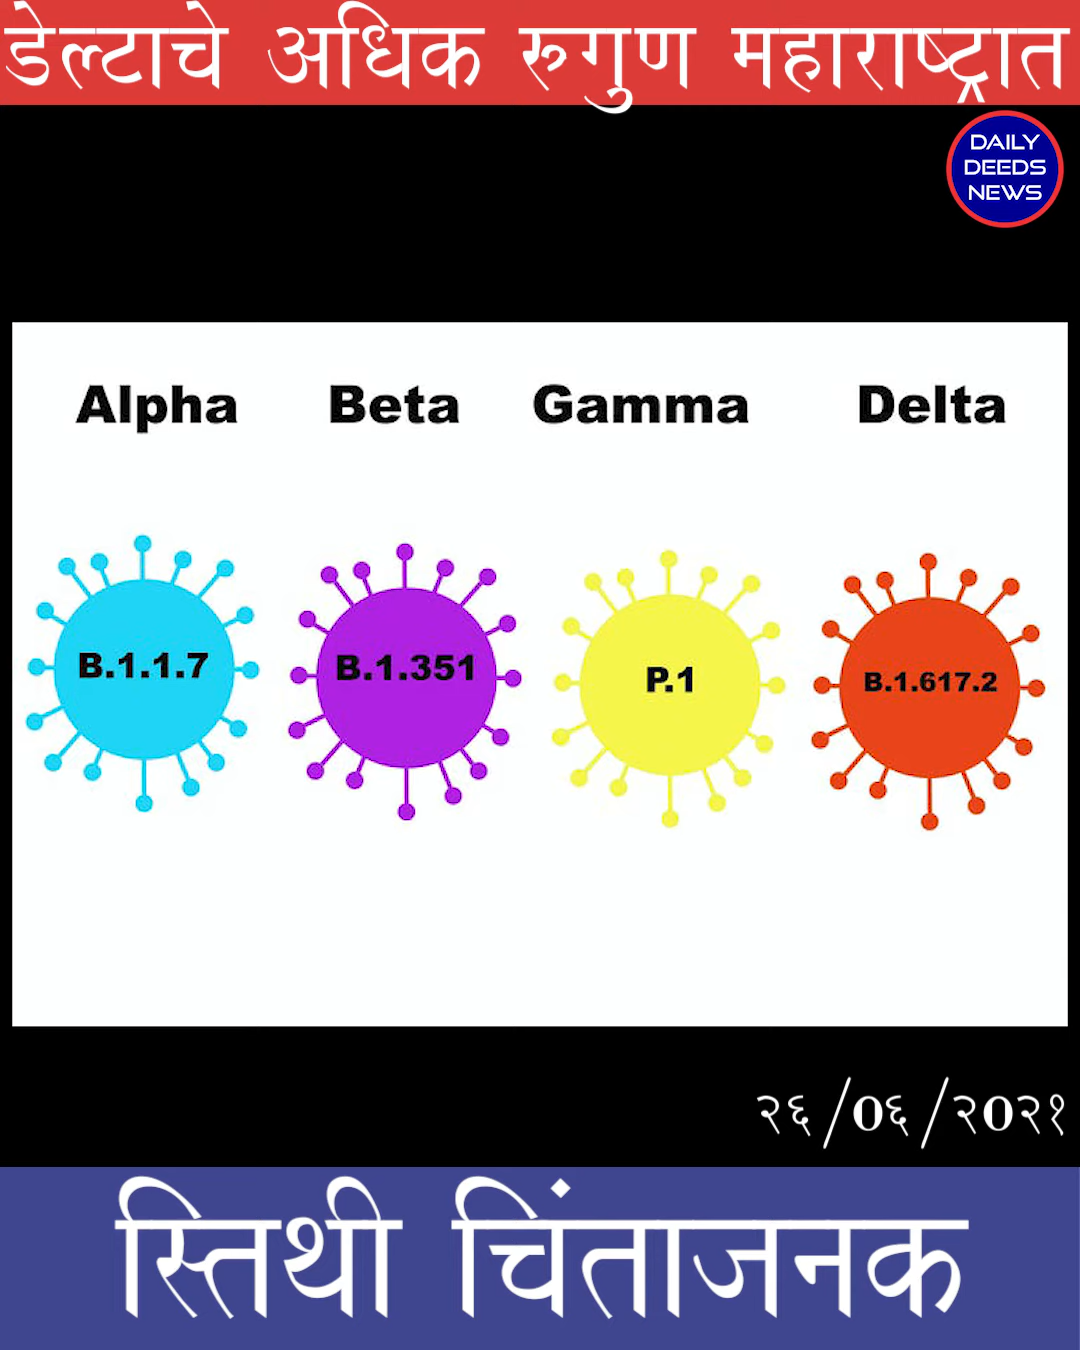 डेल्टाचे अधिक रुगुण महाराष्ट्रात
DAILY
DEEDS
NEWS
Alpha Beta Gamma Delta
B.1.1.7 B.1.351 P.1 B.1.617.2
२६/०६/२०२१
स्तिथी चिंताजनक